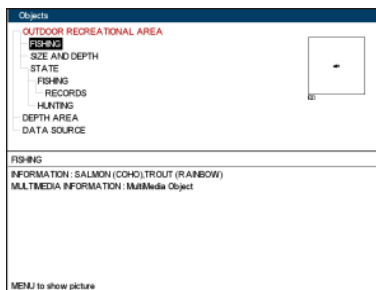 Objects
OUTDOOR RECREATIONAL AREA
FISHING
SIZE AND DEPTH
STATE
FISHING
RECORDS
HUNTING
DEPTH AREA
DATA SOURCE
FISHING
INFORMATION : SALMON (COHO),TROUT (RAINBOW)
MULTIMEDIA INFORMATION : MultiMedia Object
MENU to show picture